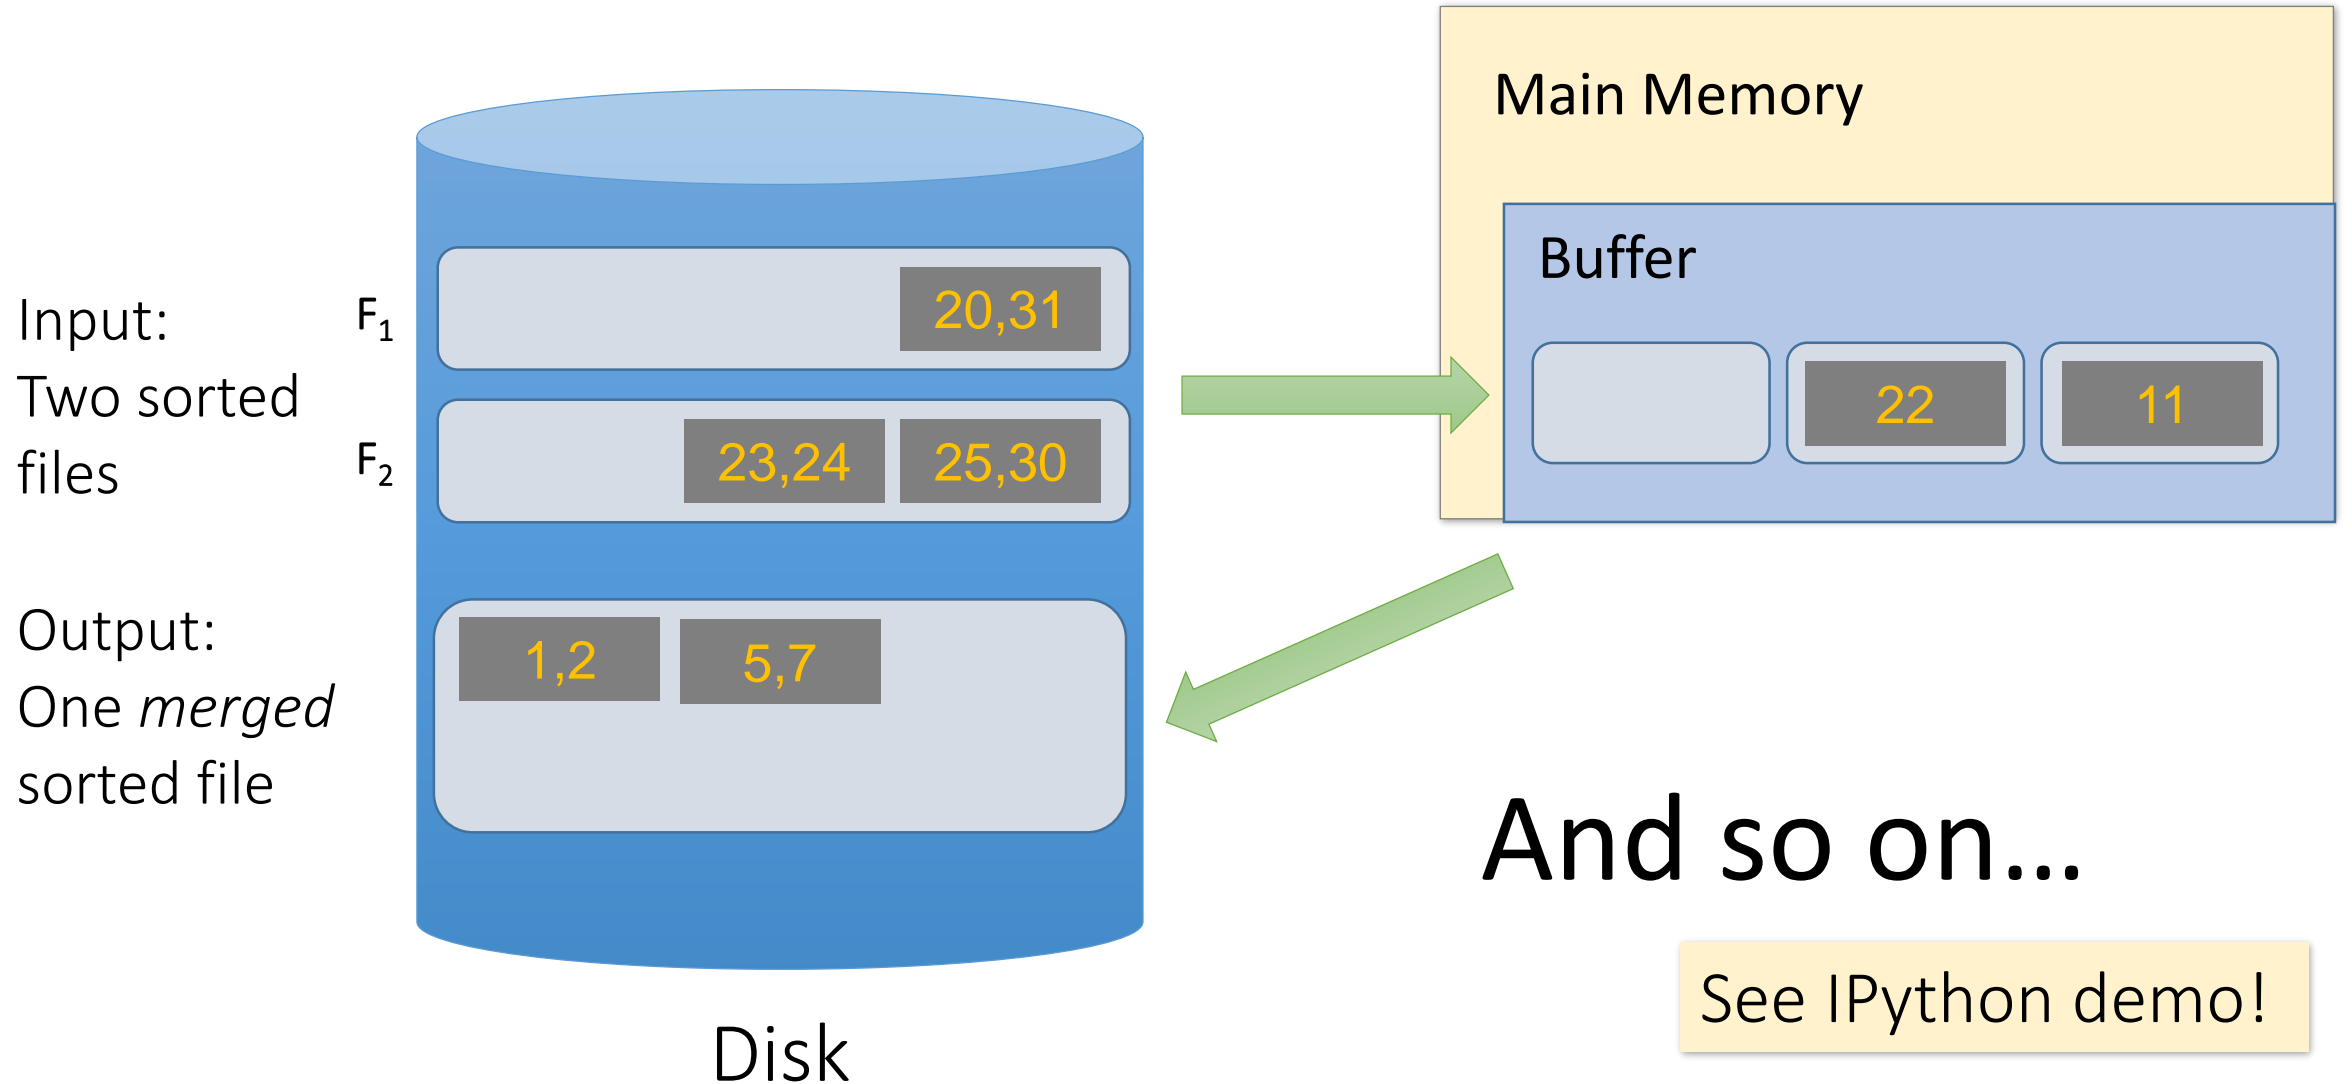 Main Memory
Buffer
22
11
Input:
Two sorted
files
F1
20,31
F2
23,24
25,30
Output:
One merged
sorted file
1,2
5,7
And so on...
See IPython demo!
Disk